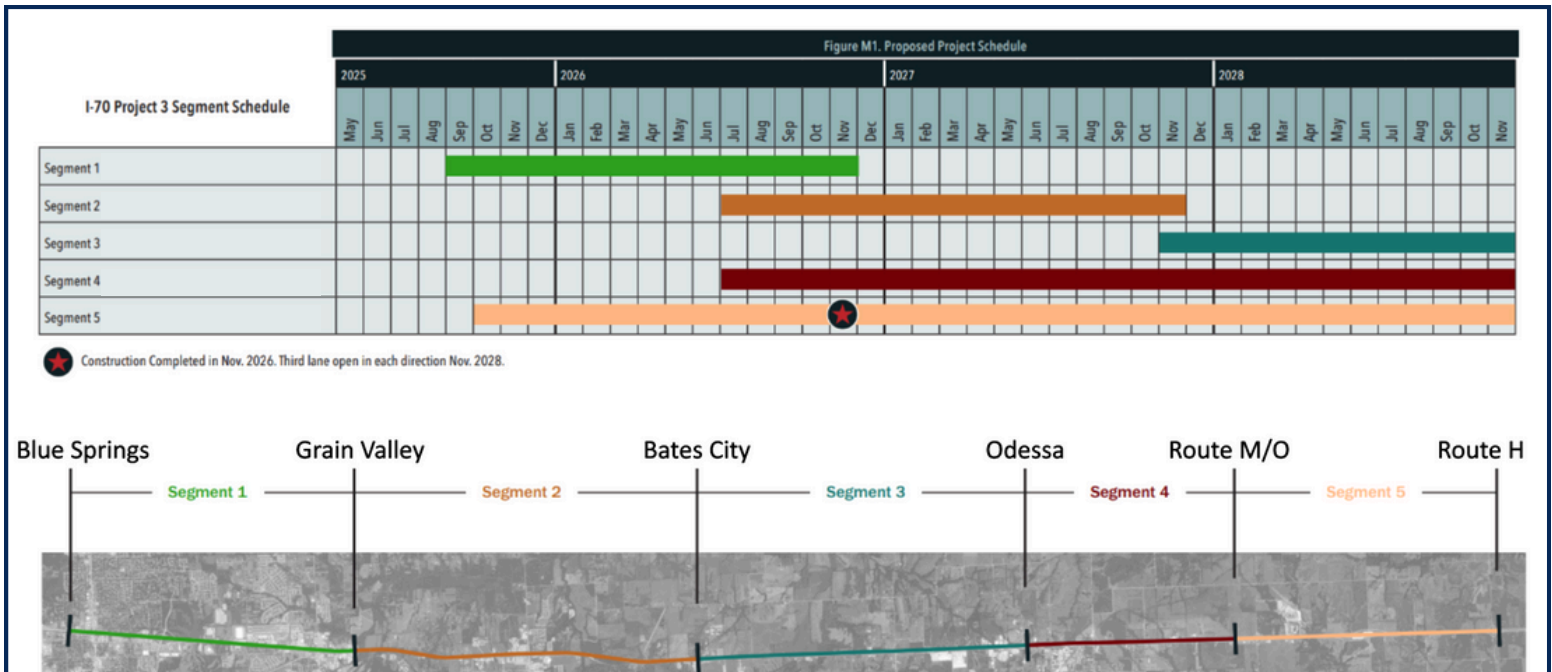 Figure M1. Proposed Project Schedule
I-70 Project 3 Segment Schedule
2025 2026 2027 2028
May Jun Jul Aug Sep Oct Nov Dec Jan Feb Mar Apr May Jun Jul Aug Sep Oct Nov Dec Jan Feb Mar Apr May Jun Jul Aug Sep Oct Nov Dec Jan Feb Mar Apr May Jun Jul Aug Sep Oct Nov
Segment 1
Segment 2
Segment 3
Segment 4
Segment 5
Construction Completed in Nov. 2026. Third lane open in each direction Nov. 2028.
Blue Springs Grain Valley Bates City Odessa Route M/O Route H
Segment 1 Segment 2 Segment 3 Segment 4 Segment 5